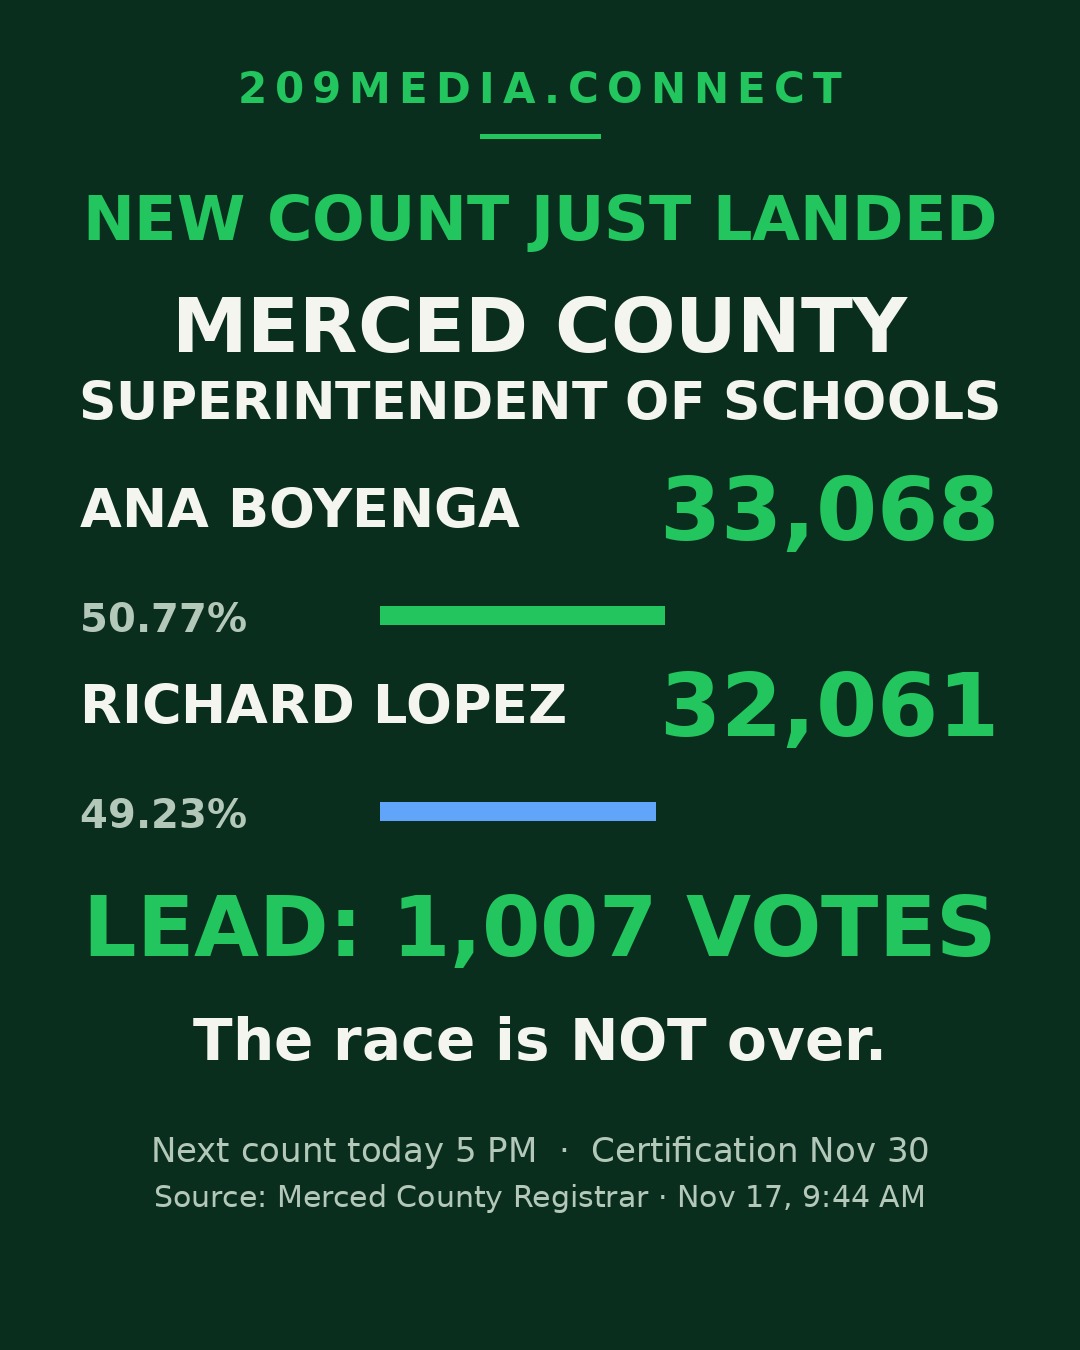 209MEDIA.CONNECT
NEW COUNT JUST LANDED
MERCED COUNTY
SUPERINTENDENT OF SCHOOLS
ANA BOYENGA 33,068
50.77%
RICHARD LOPEZ 32,061
49.23%
LEAD: 1,007 VOTES
The race is NOT over.
Next count today 5 PM · Certification Nov 30
Source: Merced County Registrar · Nov 17, 9:44 AM